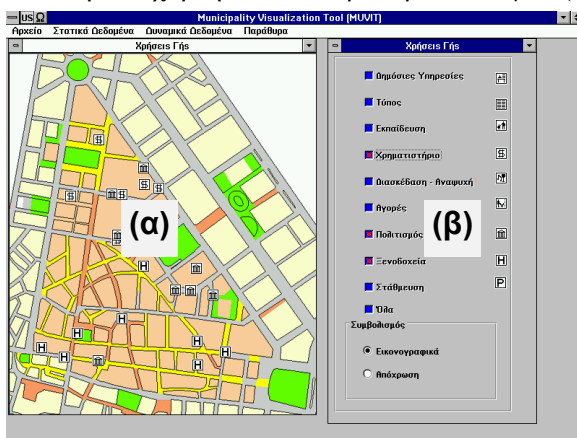 US Ω Municipality Visualization Tool (MUVIT)
Αρχείο Στατικά Δεδομένα Δυναμικά Δεδομένα Παράθυρα
Χρήσεις Γής
Χρήσεις Γής
Δημόσιες Υπηρεσίες
Τύπος
Εκπαίδευση
Χρηματιστήριο
Διασκέδαση - Αναψυχή
Αγορές
Πολιτισμός
Ξενοδοχεία H
Στάθμευση P
Όλα
Συμβολισμός
Εικονογραφικά
Απόχρωση
(α)
(β)
H
H
H
H
H
H
H
H